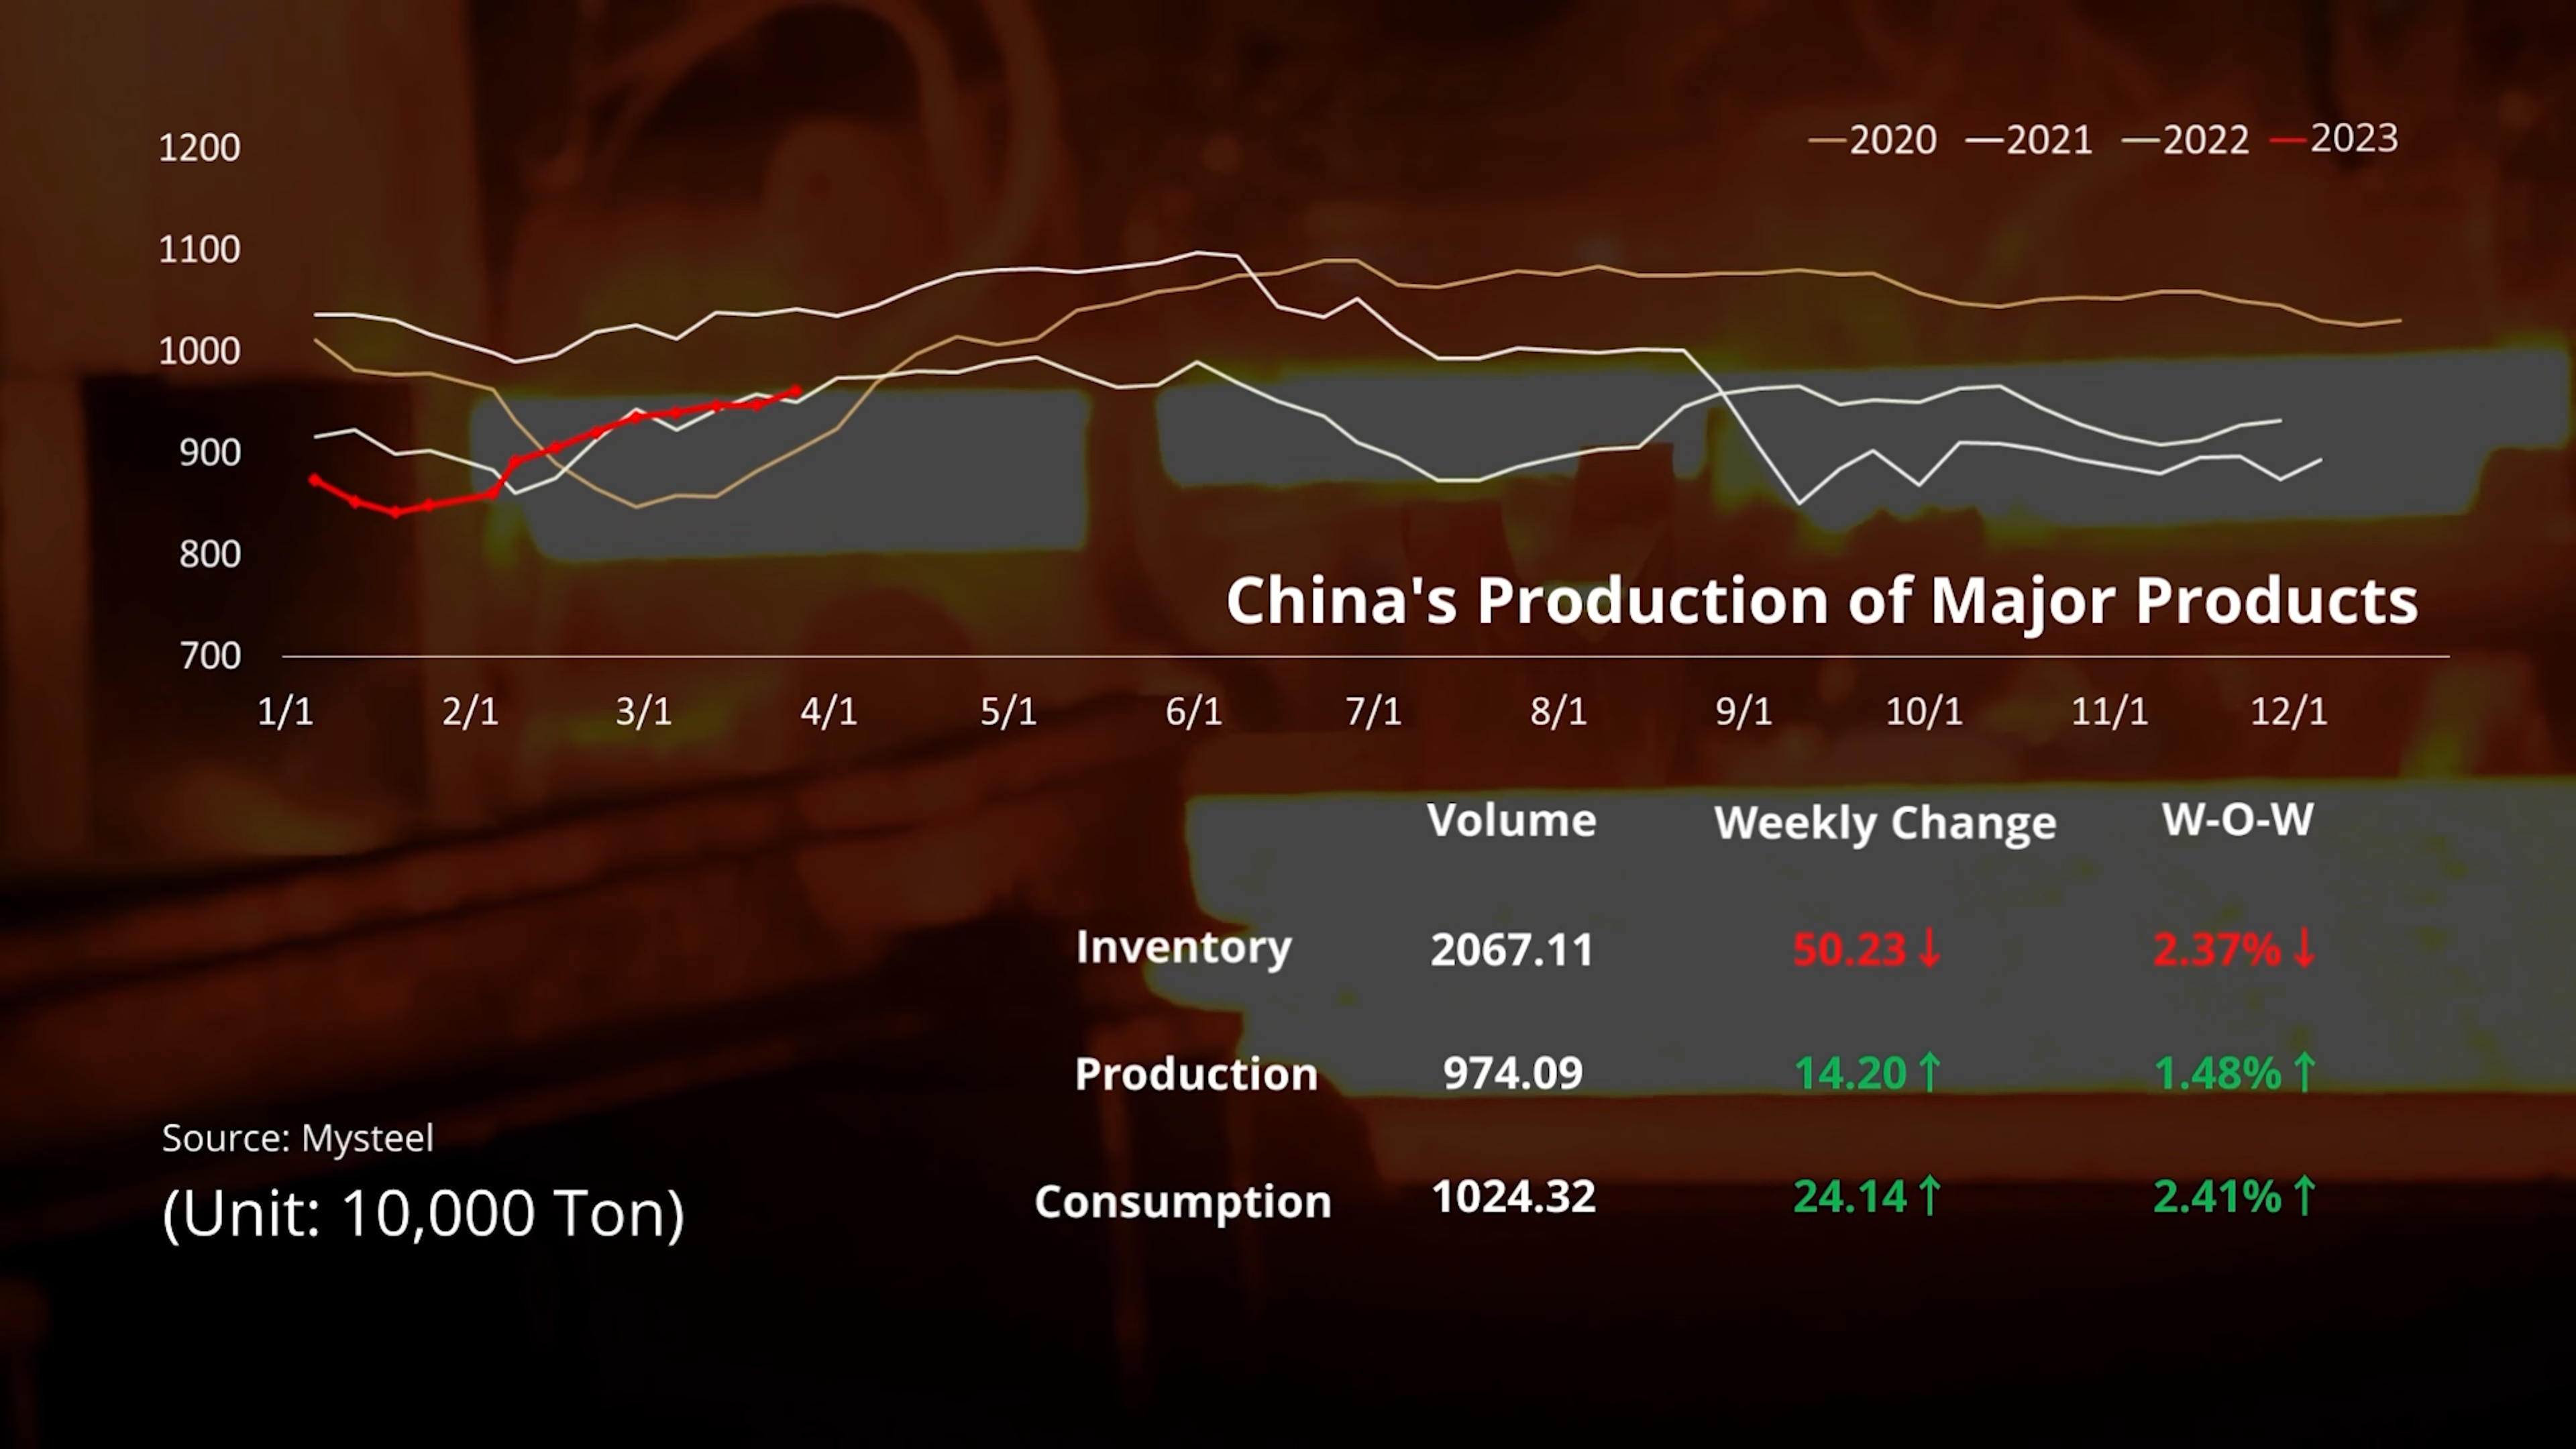 1200
2020 2021 2022 2023
1100
1000
900
800
China's Production of Major Products
700
1/1 2/1 3/1 4/1 5/1 6/1 7/1 8/1 9/1 10/1 11/1 12/1
Volume Weekly Change W-O-W
Inventory 2067.11 50.23↓ 2.37%↓
Production 974.09 14.20↑ 1.48%↑
Consumption 1024.32 24.14↑ 2.41%↑
Source: Mysteel
(Unit: 10,000 Ton)